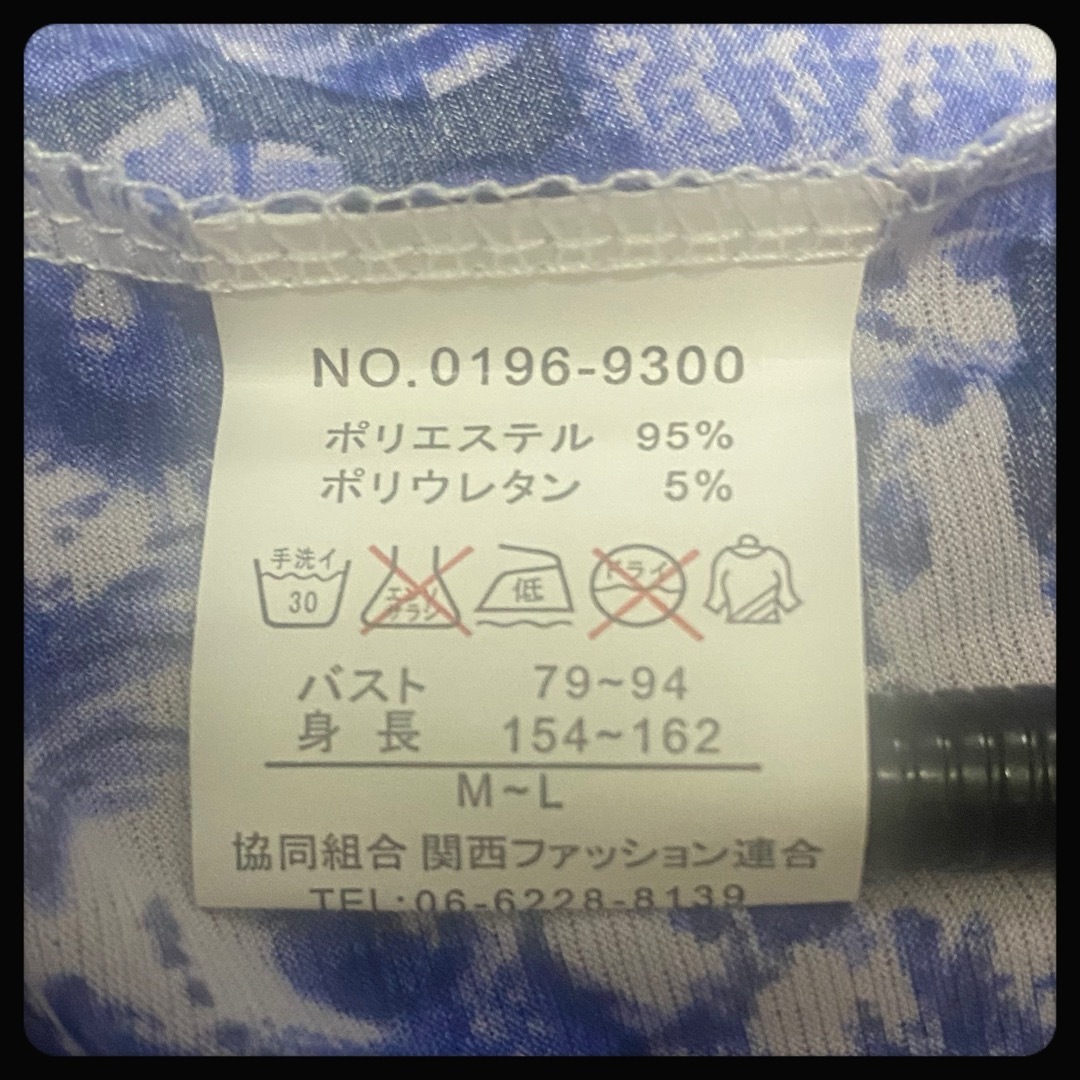 NO.0196-9300
ポリエステル 95%
ポリウレタン 5%
手洗イ 30 エンソ ブラシ 低 ドライ
バスト 79~94
身 長 154~162
M~L
協同組合 関西ファッション連合
TEL:06-6228-8139